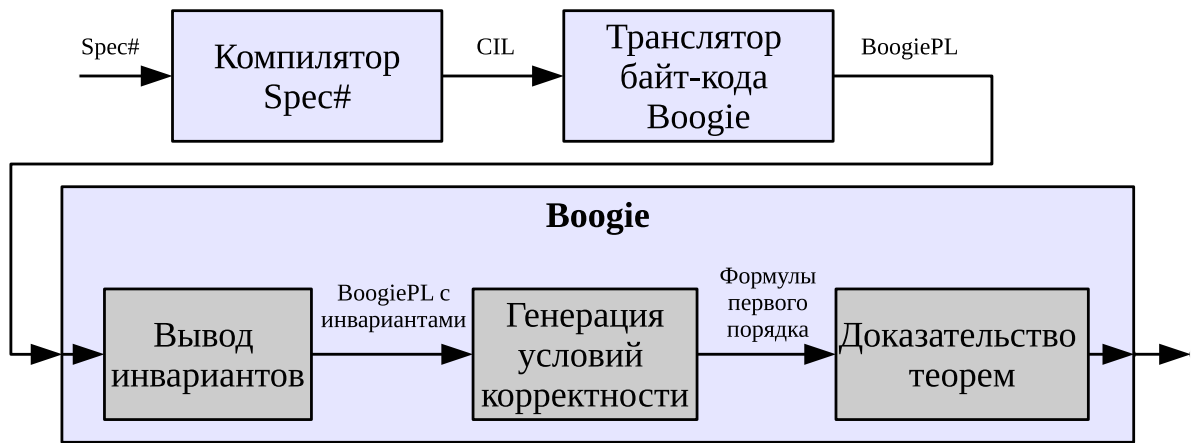 Spec#
Компилятор
Spec#
CIL
Транслятор
байт-кода
Boogie
BoogiePL
Boogie
Вывод
инвариантов
BoogiePL с
инвариантами
Генерация
условий
корректности
Формулы
первого
порядка
Доказательство
теорем